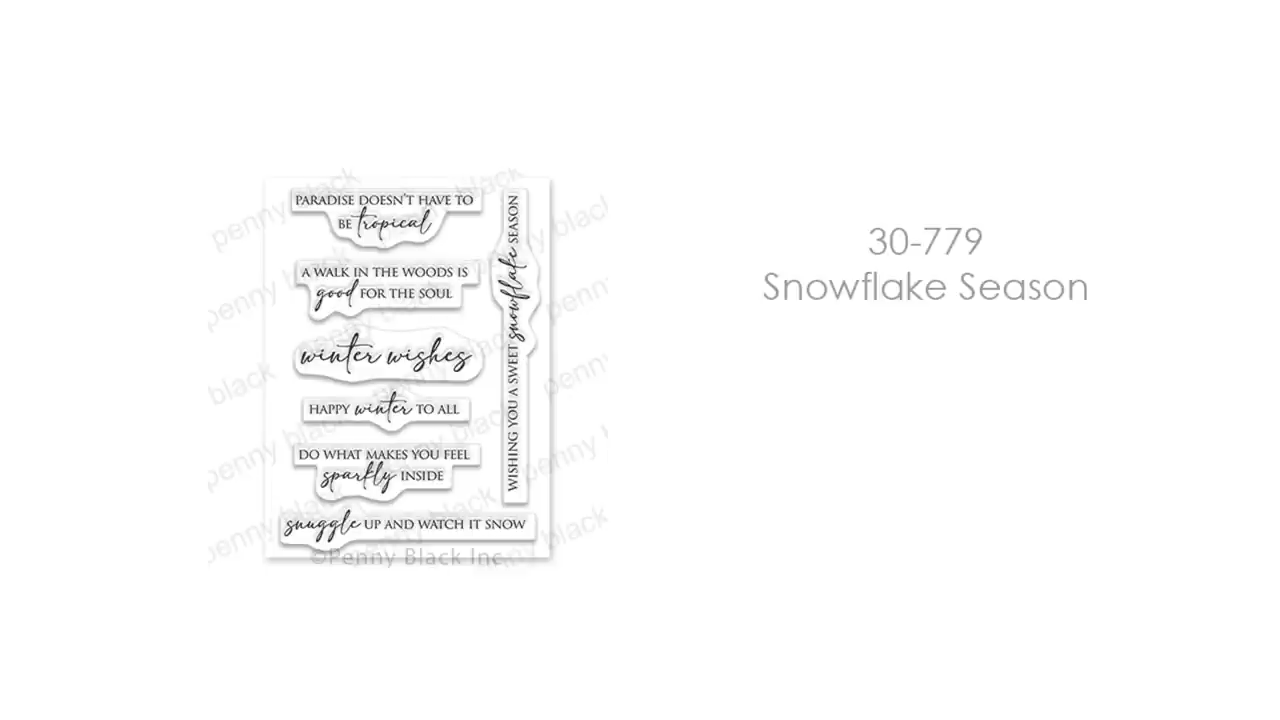 PARADISE DOESN'T HAVE TO
BE tropical
A WALK IN THE WOODS IS
good FOR THE SOUL
winter wishes
HAPPY winter TO ALL
DO WHAT MAKES YOU FEEL
sparkly INSIDE
snuggle UP AND WATCH IT SNOW
WISHING YOU A SWEET snowflake SEASON
©Penny Black Inc.
penny black
30-779
Snowflake Season